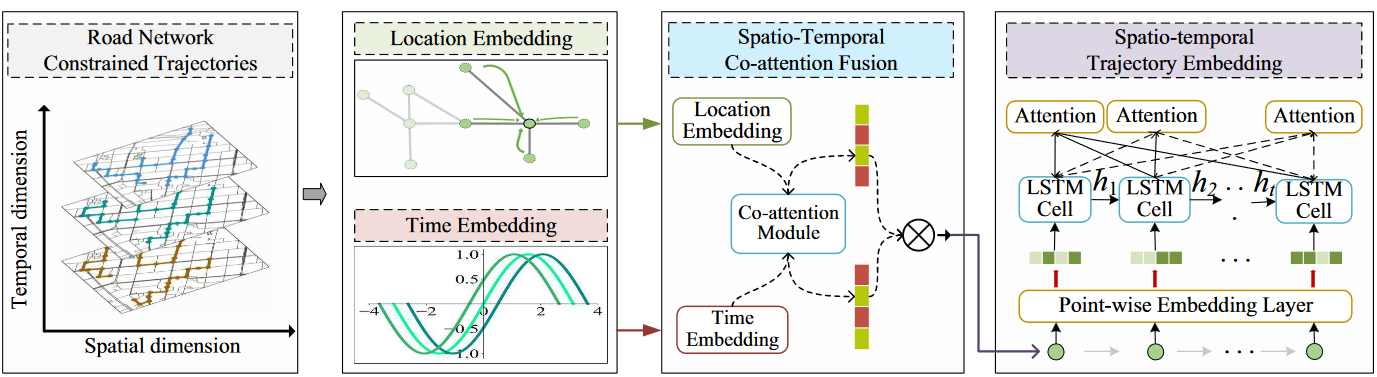 Road Network
Constrained Trajectories
Temporal dimension
Spatial dimension
Location Embedding
Time Embedding
1.0
0.5
−4
−2
0
2
4
−0.5
1.0
Spatio-Temporal
Co-attention Fusion
Location
Embedding
Co-attention
Module
Time
Embedding
Spatio-temporal
Trajectory Embedding
Attention
Attention
Attention
LSTM
Cell
h1
LSTM
Cell
h2
. .
ht
.
LSTM
Cell
. . .
Point-wise Embedding Layer
. . .